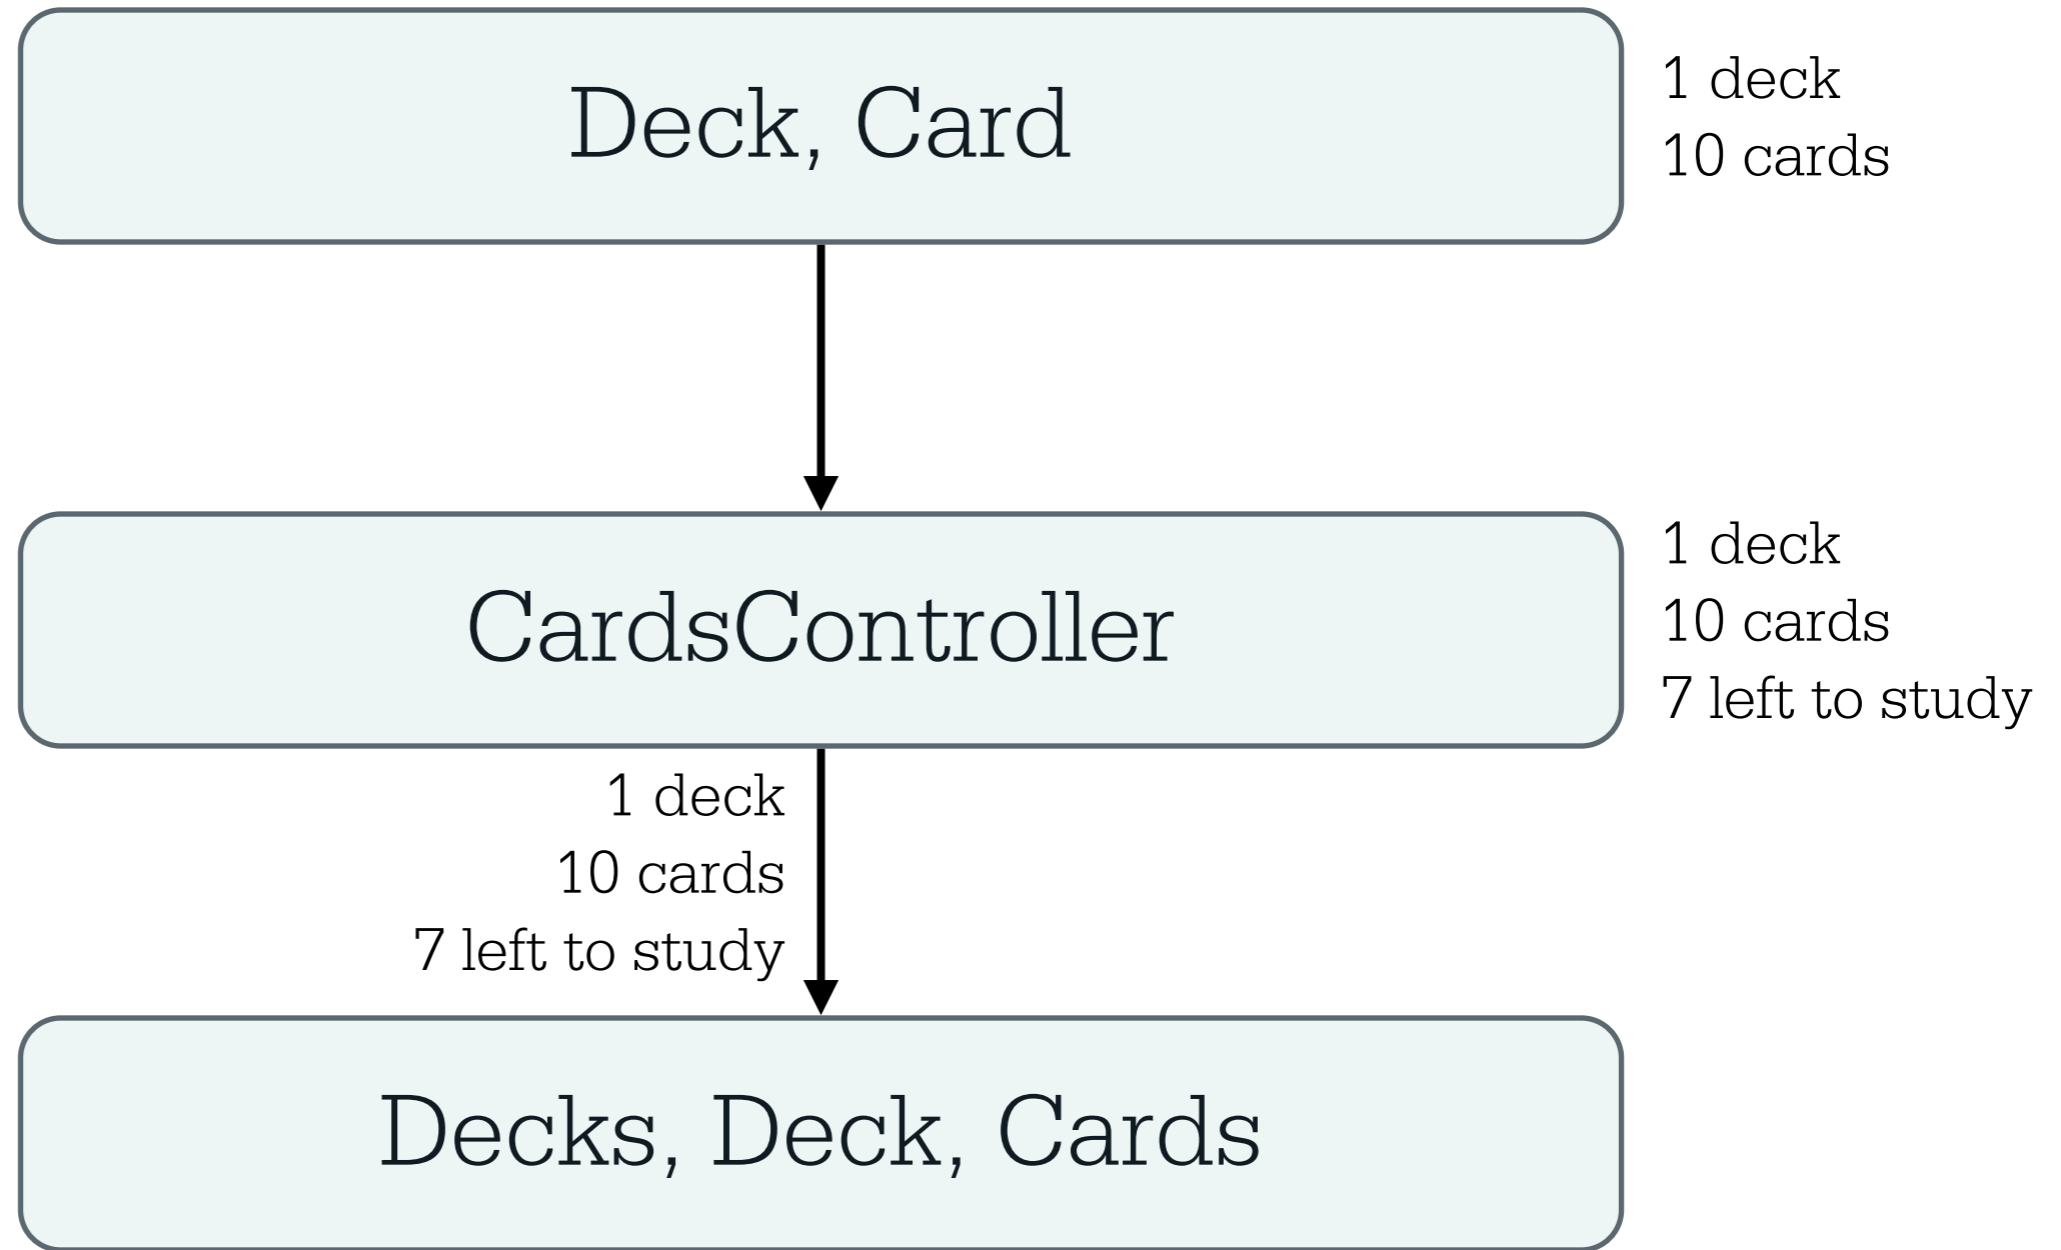 Deck, Card
1 deck
10 cards
CardsController
1 deck
10 cards
7 left to study
1 deck
10 cards
7 left to study
Decks, Deck, Cards